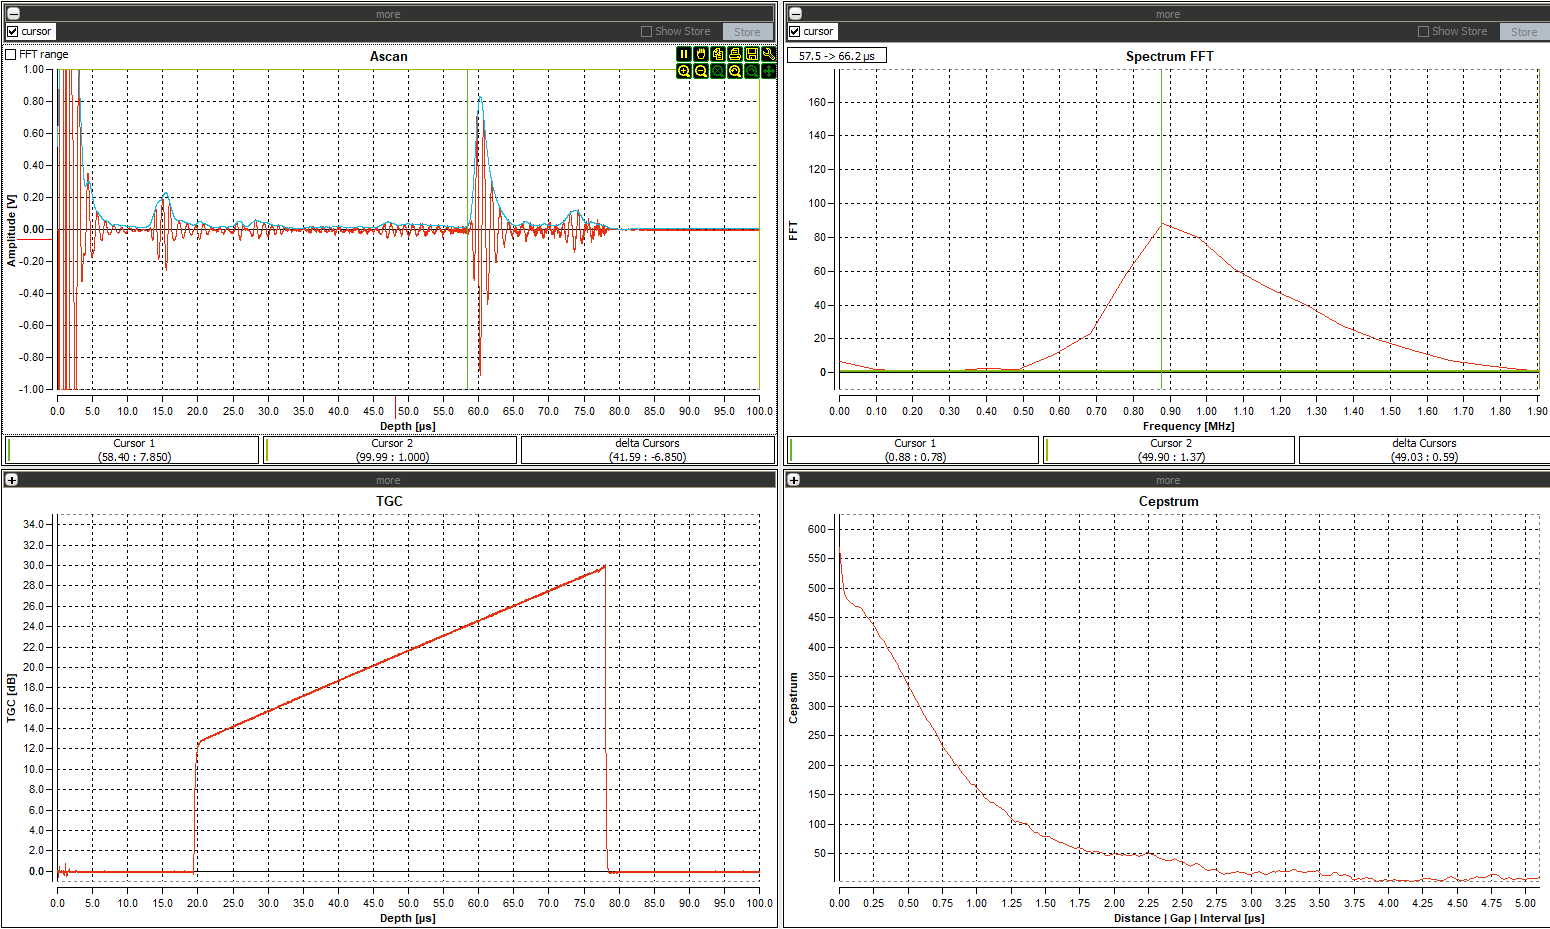 more
cursor
Show Store
Store
FFT range
Ascan
1.00
0.80
0.60
0.40
0.20
0.00
-0.20
-0.40
-0.60
-0.80
-1.00
Amplitude [V]
0.0 5.0 10.0 15.0 20.0 25.0 30.0 35.0 40.0 45.0 50.0 55.0 60.0 65.0 70.0 75.0 80.0 85.0 90.0 95.0 100.0
Depth [µs]
Cursor 1
(58.40 : 7.850)
Cursor 2
(99.99 : 1.000)
delta Cursors
(41.59 : -6.850)
more
cursor
Show Store
Store
57.5 -> 66.2 µs
Spectrum FFT
160
140
120
100
80
60
40
20
0
FFT
0.00 0.10 0.20 0.30 0.40 0.50 0.60 0.70 0.80 0.90 1.00 1.10 1.20 1.30 1.40 1.50 1.60 1.70 1.80 1.90
Frequency [MHz]
Cursor 1
(0.88 : 0.78)
Cursor 2
(49.90 : 1.37)
delta Cursors
(49.03 : 0.59)
more
TGC
34.0
32.0
30.0
28.0
26.0
24.0
22.0
20.0
18.0
16.0
14.0
12.0
10.0
8.0
6.0
4.0
2.0
0.0
TGC [dB]
0.0 5.0 10.0 15.0 20.0 25.0 30.0 35.0 40.0 45.0 50.0 55.0 60.0 65.0 70.0 75.0 80.0 85.0 90.0 95.0 100.0
Depth [µs]
more
Cepstrum
600
550
500
450
400
350
300
250
200
150
100
50
Cepstrum
0.00 0.25 0.50 0.75 1.00 1.25 1.50 1.75 2.00 2.25 2.50 2.75 3.00 3.25 3.50 3.75 4.00 4.25 4.50 4.75 5.00
Distance | Gap | Interval [µs]